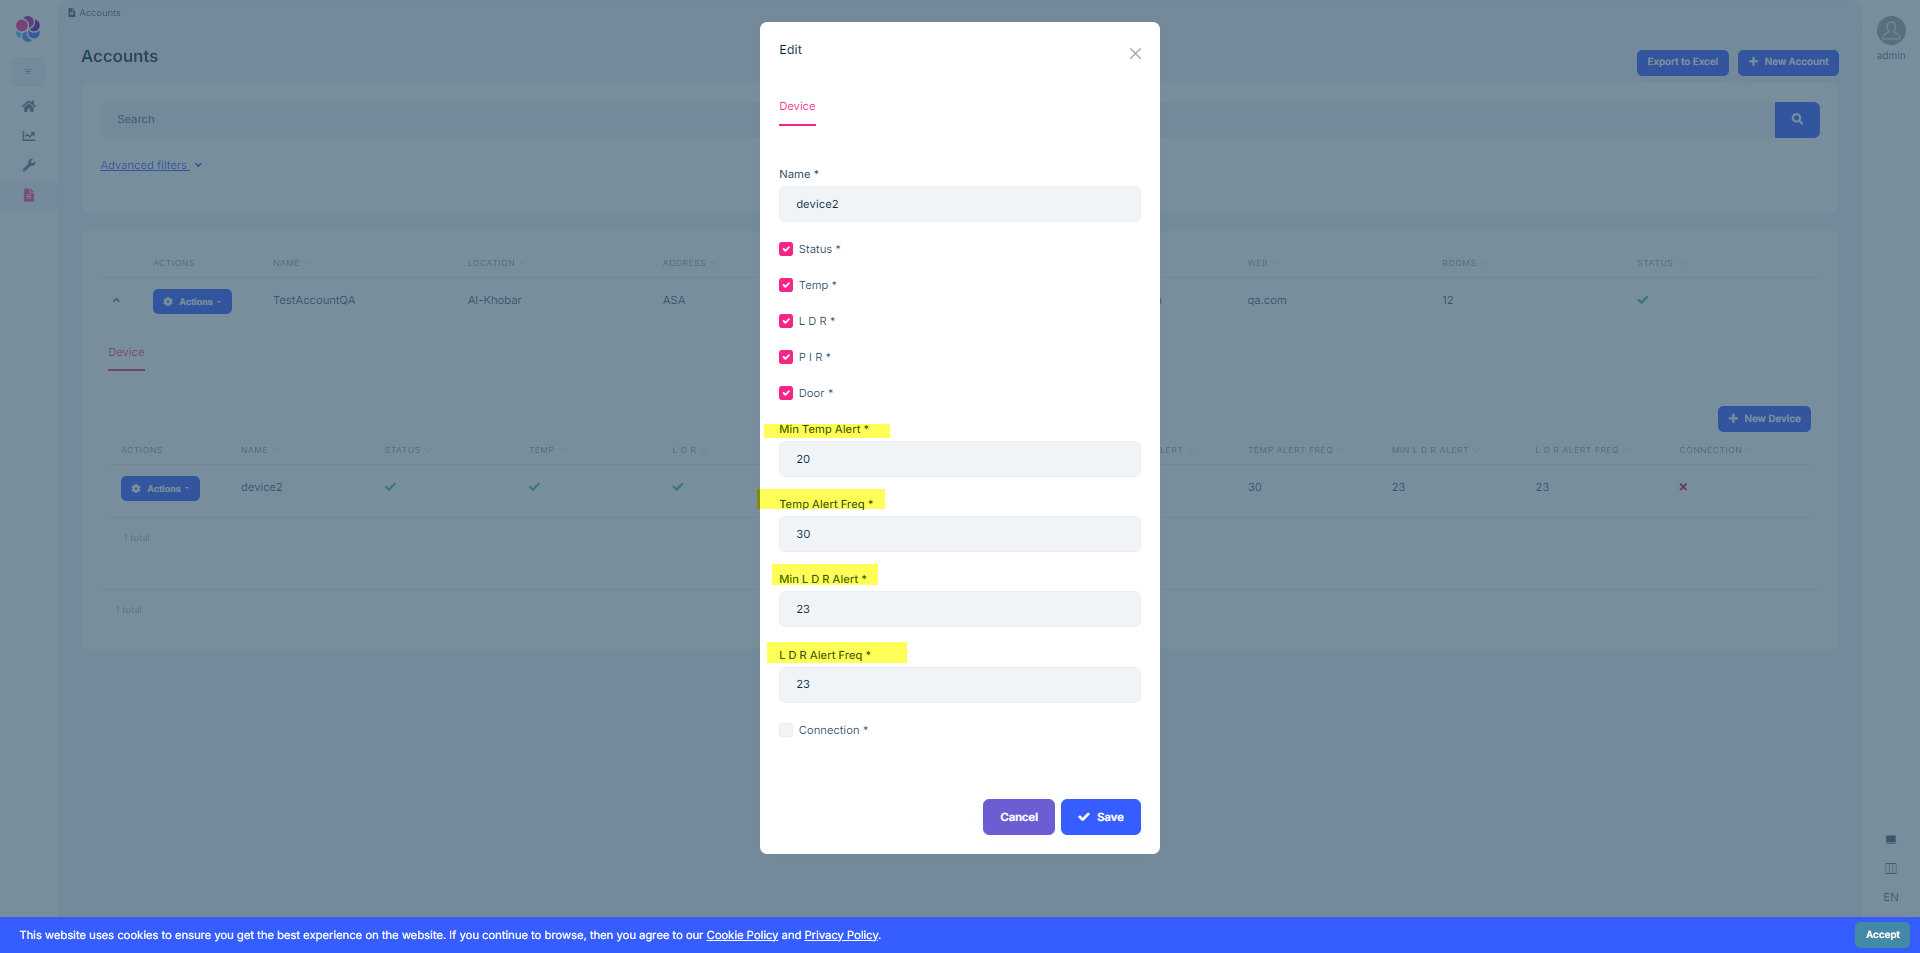 Accounts
admin
Accounts
Export to Excel
New Account
Search
Advanced filters
ACTIONS NAME LOCATION ADDRESS WEB ROOMS STATUS
Actions TestAccountQA Al-Khobar ASA qa.com 12
Device
New Device
ACTIONS NAME STATUS TEMP L D R TEMP ALERT FREQ MIN L D R ALERT L D R ALERT FREQ CONNECTION
Actions device2 30 23 23
1 total
1 total
Edit
Device
Name *
device2
Status *
Temp *
L D R *
P I R *
Door *
Min Temp Alert *
20
Temp Alert Freq *
30
Min L D R Alert *
23
L D R Alert Freq *
23
Connection *
Cancel
Save
EN
This website uses cookies to ensure you get the best experience on the website. If you continue to browse, then you agree to our Cookie Policy and Privacy Policy.
Accept